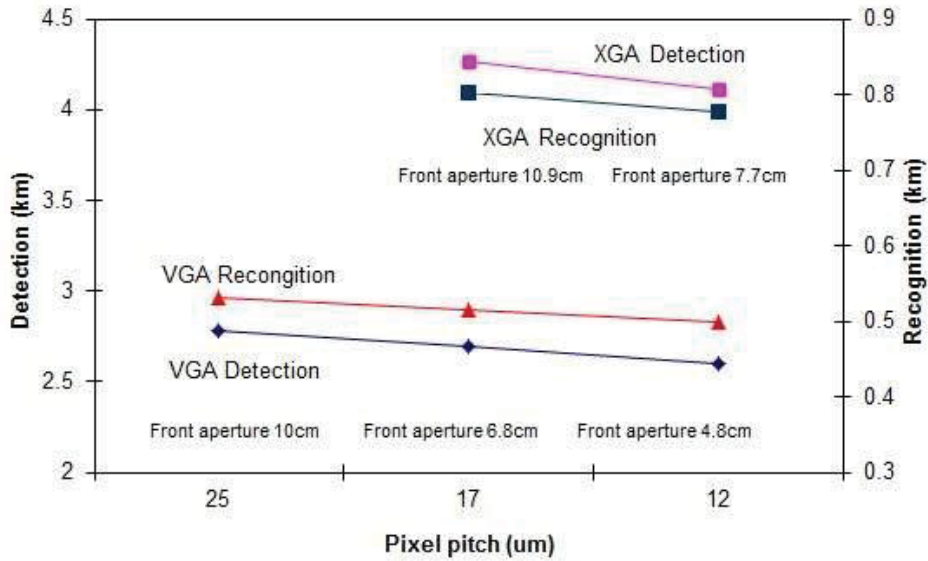 4.5
4
3.5
3
2.5
2
Detection (km)
0.9
0.8
0.7
0.6
0.5
0.4
0.3
Recognition (km)
XGA Detection
XGA Recognition
Front aperture 10.9cm
Front aperture 7.7cm
VGA Recongition
VGA Detection
Front aperture 10cm
Front aperture 6.8cm
Front aperture 4.8cm
25
17
12
Pixel pitch (um)